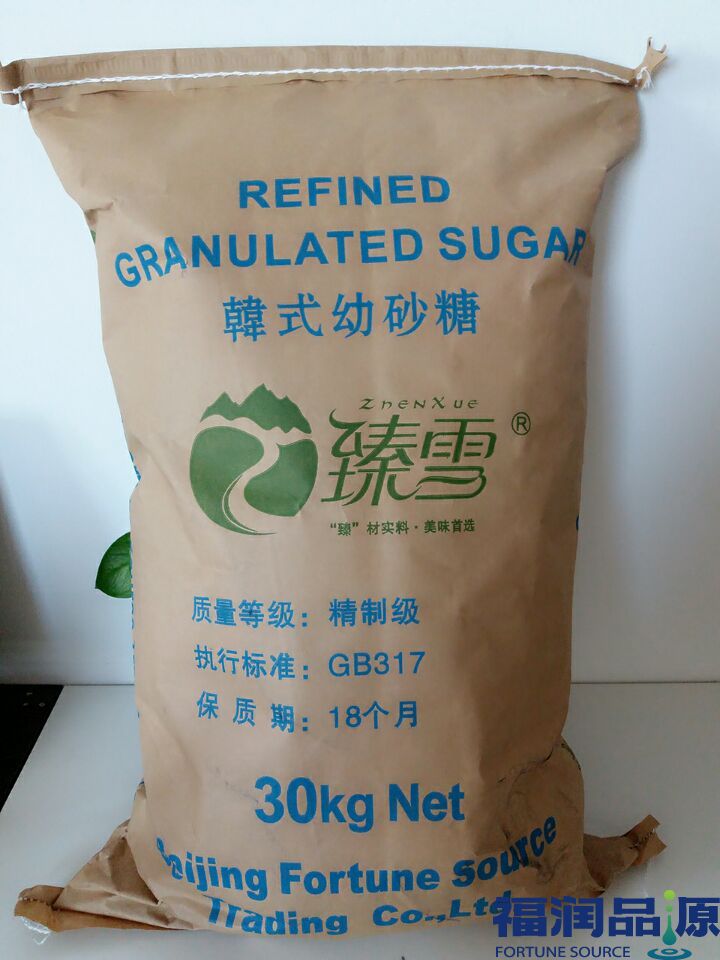 REFINED
GRANULATED SUGAR
韓式幼砂糖
ZhenXue
臻雪®
“臻”材实料·美味首选
质量等级：精制级
执行标准：GB317
保质期：18个月
30kg Net
Beijing Fortune Source
Trading Co.,Ltd
福润品源
FORTUNE SOURCE